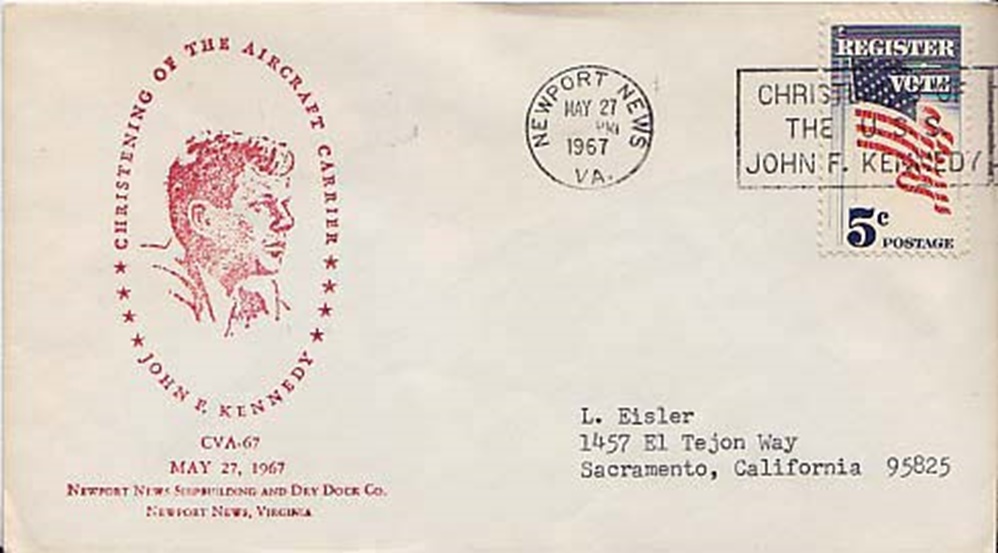 CHRISTENING OF THE AIRCRAFT CARRIER
JOHN F. KENNEDY
CVA-67
MAY 27, 1967
NEWPORT NEWS SHIPBUILDING AND DRY DOCK CO.
NEWPORT NEWS, VIRGINIA
NEWPORT NEWS
MAY 27
PM
1967
VA.
CHRISTENING OF
THE U S S
JOHN F. KENNEDY
REGISTER
VOTE
5c POSTAGE
L. Eisler
1457 El Tejon Way
Sacramento, California 95825